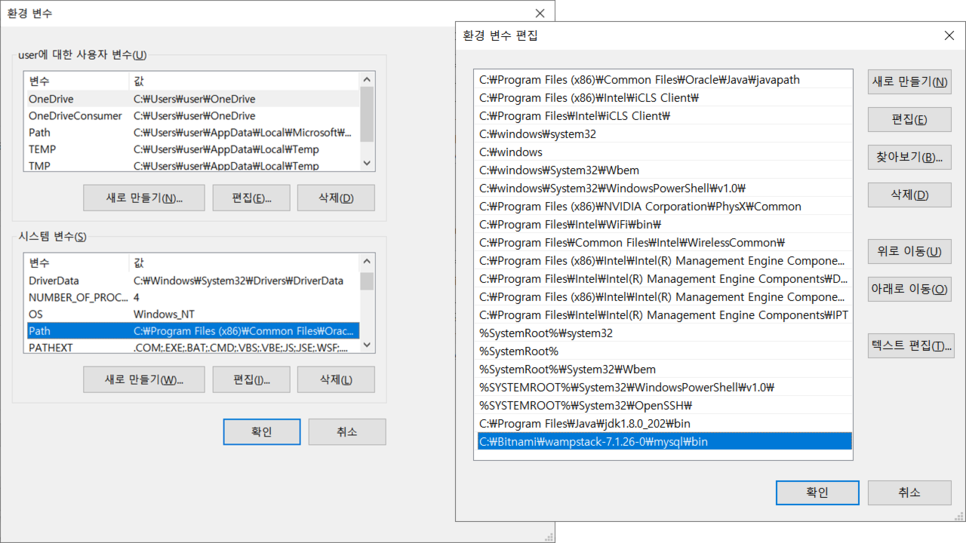 환경 변수
user에 대한 사용자 변수(U)
변수 값
OneDrive C:₩Users₩user₩OneDrive
OneDriveConsumer C:₩Users₩user₩OneDrive
Path C:₩Users₩user₩AppData₩Local₩Microsoft₩...
TEMP C:₩Users₩user₩AppData₩Local₩Temp
TMP C:₩Users₩user₩AppData₩Local₩Temp
새로 만들기(N)... 편집(E)... 삭제(D)
시스템 변수(S)
변수 값
DriverData C:₩Windows₩System32₩Drivers₩DriverData
NUMBER_OF_PROC... 4
OS Windows_NT
Path C:₩Program Files (x86)₩Common Files₩Orac...
PATHEXT .COM;.EXE;.BAT;.CMD;.VBS;.VBE;.JS;.JSE;.WSF;....
새로 만들기(W)... 편집(I)... 삭제(L)
확인 취소
환경 변수 편집
C:₩Program Files (x86)₩Common Files₩Oracle₩Java₩javapath
C:₩Program Files (x86)₩Intel₩iCLS Client₩
C:₩Program Files₩Intel₩iCLS Client₩
C:₩windows₩system32
C:₩windows
C:₩windows₩System32₩Wbem
C:₩windows₩System32₩WindowsPowerShell₩v1.0₩
C:₩Program Files (x86)₩NVIDIA Corporation₩PhysX₩Common
C:₩Program Files₩Intel₩WiFi₩bin₩
C:₩Program Files₩Common Files₩Intel₩WirelessCommon₩
C:₩Program Files (x86)₩Intel₩Intel(R) Management Engine Compone...
C:₩Program Files₩Intel₩Intel(R) Management Engine Components₩D...
C:₩Program Files (x86)₩Intel₩Intel(R) Management Engine Compone...
C:₩Program Files₩Intel₩Intel(R) Management Engine Components₩IPT
%SystemRoot%₩system32
%SystemRoot%
%SystemRoot%₩System32₩Wbem
%SYSTEMROOT%₩System32₩WindowsPowerShell₩v1.0₩
%SYSTEMROOT%₩System32₩OpenSSH₩
C:₩Program Files₩Java₩jdk1.8.0_202₩bin
C:₩Bitnami₩wampstack-7.1.26-0₩mysql₩bin
새로 만들기(N)
편집(E)
찾아보기(B)...
삭제(D)
위로 이동(U)
아래로 이동(O)
텍스트 편집(T)...
확인 취소